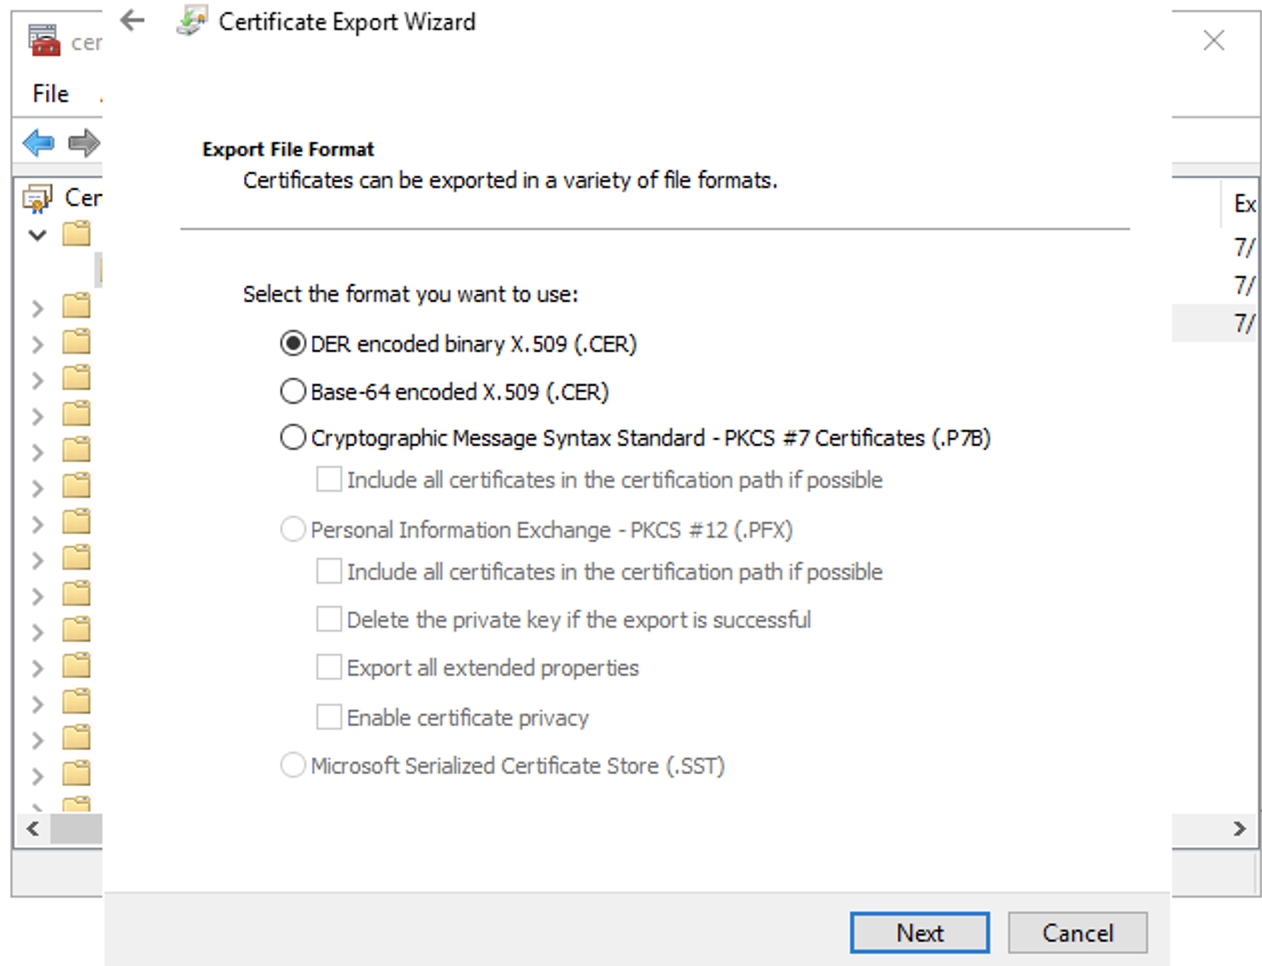 Certificate Export Wizard
cer
File
Export File Format
Certificates can be exported in a variety of file formats.
Cer
Ex
7/
7/
7/
Select the format you want to use:
DER encoded binary X.509 (.CER)
Base-64 encoded X.509 (.CER)
Cryptographic Message Syntax Standard - PKCS #7 Certificates (.P7B)
Include all certificates in the certification path if possible
Personal Information Exchange - PKCS #12 (.PFX)
Include all certificates in the certification path if possible
Delete the private key if the export is successful
Export all extended properties
Enable certificate privacy
Microsoft Serialized Certificate Store (.SST)
Next
Cancel